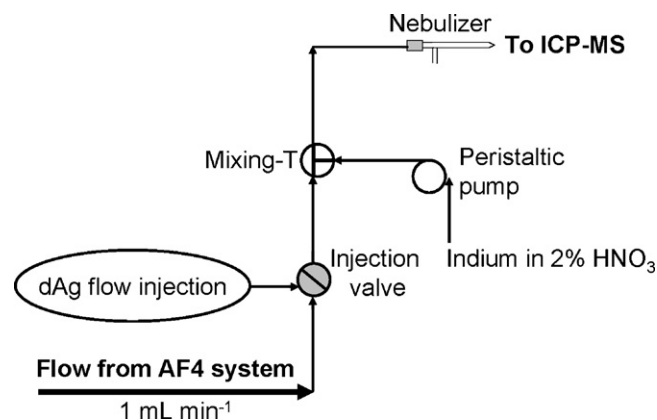 Nebulizer
To ICP-MS
Mixing-T
Peristaltic
pump
dAg flow injection
Injection
valve
Indium in 2% HNO₃
Flow from AF4 system
1 mL min⁻¹